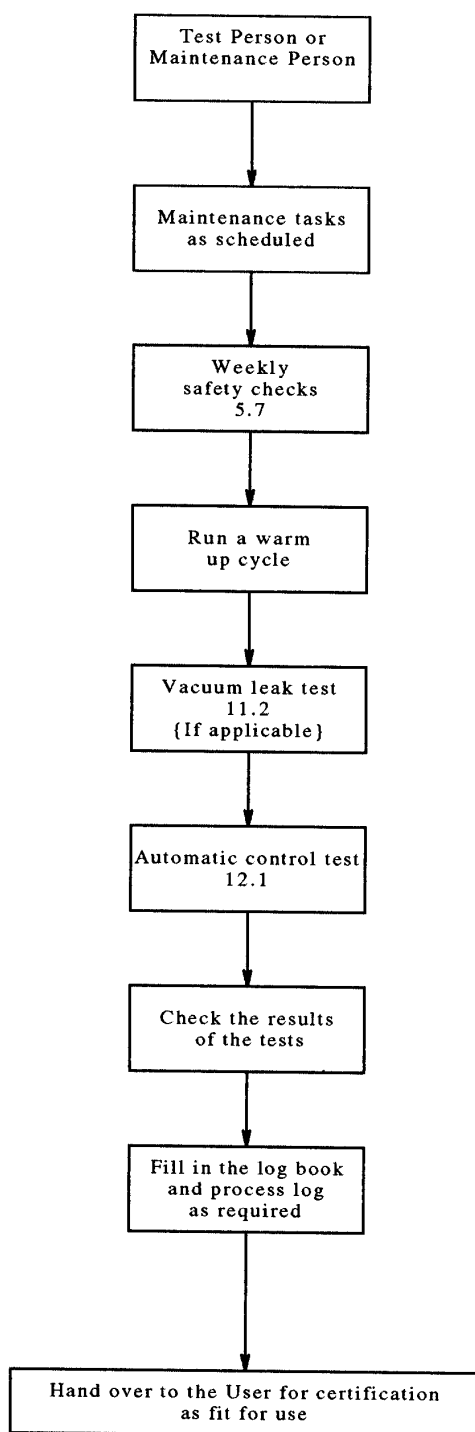 Test Person or
Maintenance Person
Maintenance tasks
as scheduled
Weekly
safety checks
5.7
Run a warm
up cycle
Vacuum leak test
11.2
{If applicable}
Automatic control test
12.1
Check the results
of the tests
Fill in the log book
and process log
as required
Hand over to the User for certification
as fit for use